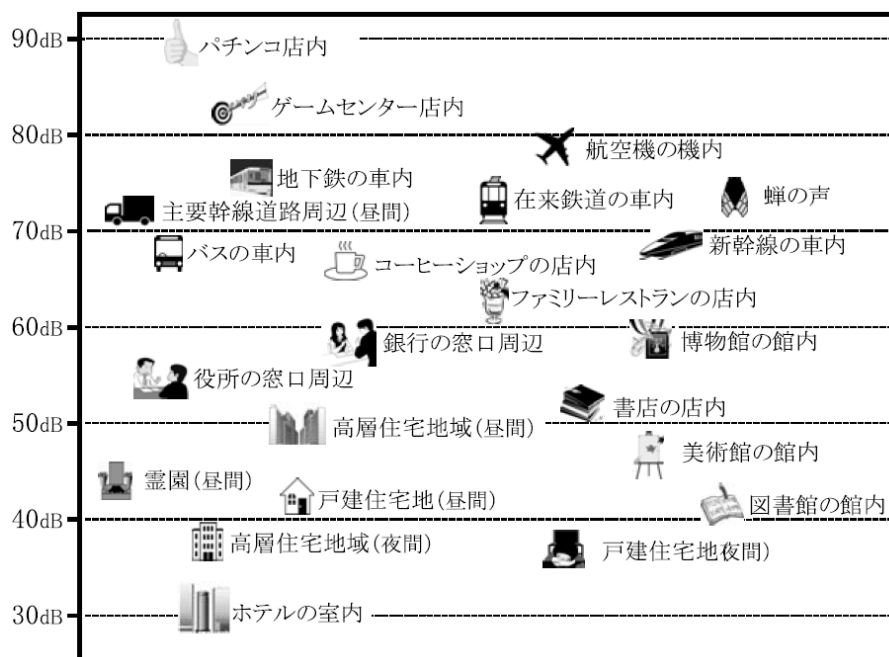 90dB
パチンコ店内
ゲームセンター店内
80dB
航空機の機内
地下鉄の車内
在来鉄道の車内
蝉の声
主要幹線道路周辺(昼間)
70dB
バスの車内
コーヒーショップの店内
新幹線の車内
ファミリーレストランの店内
60dB
銀行の窓口周辺
博物館の館内
役所の窓口周辺
書店の店内
50dB
高層住宅地域(昼間)
美術館の館内
霊園(昼間)
戸建住宅地(昼間)
図書館の館内
40dB
高層住宅地域(夜間)
戸建住宅地夜間)
ホテルの室内
30dB